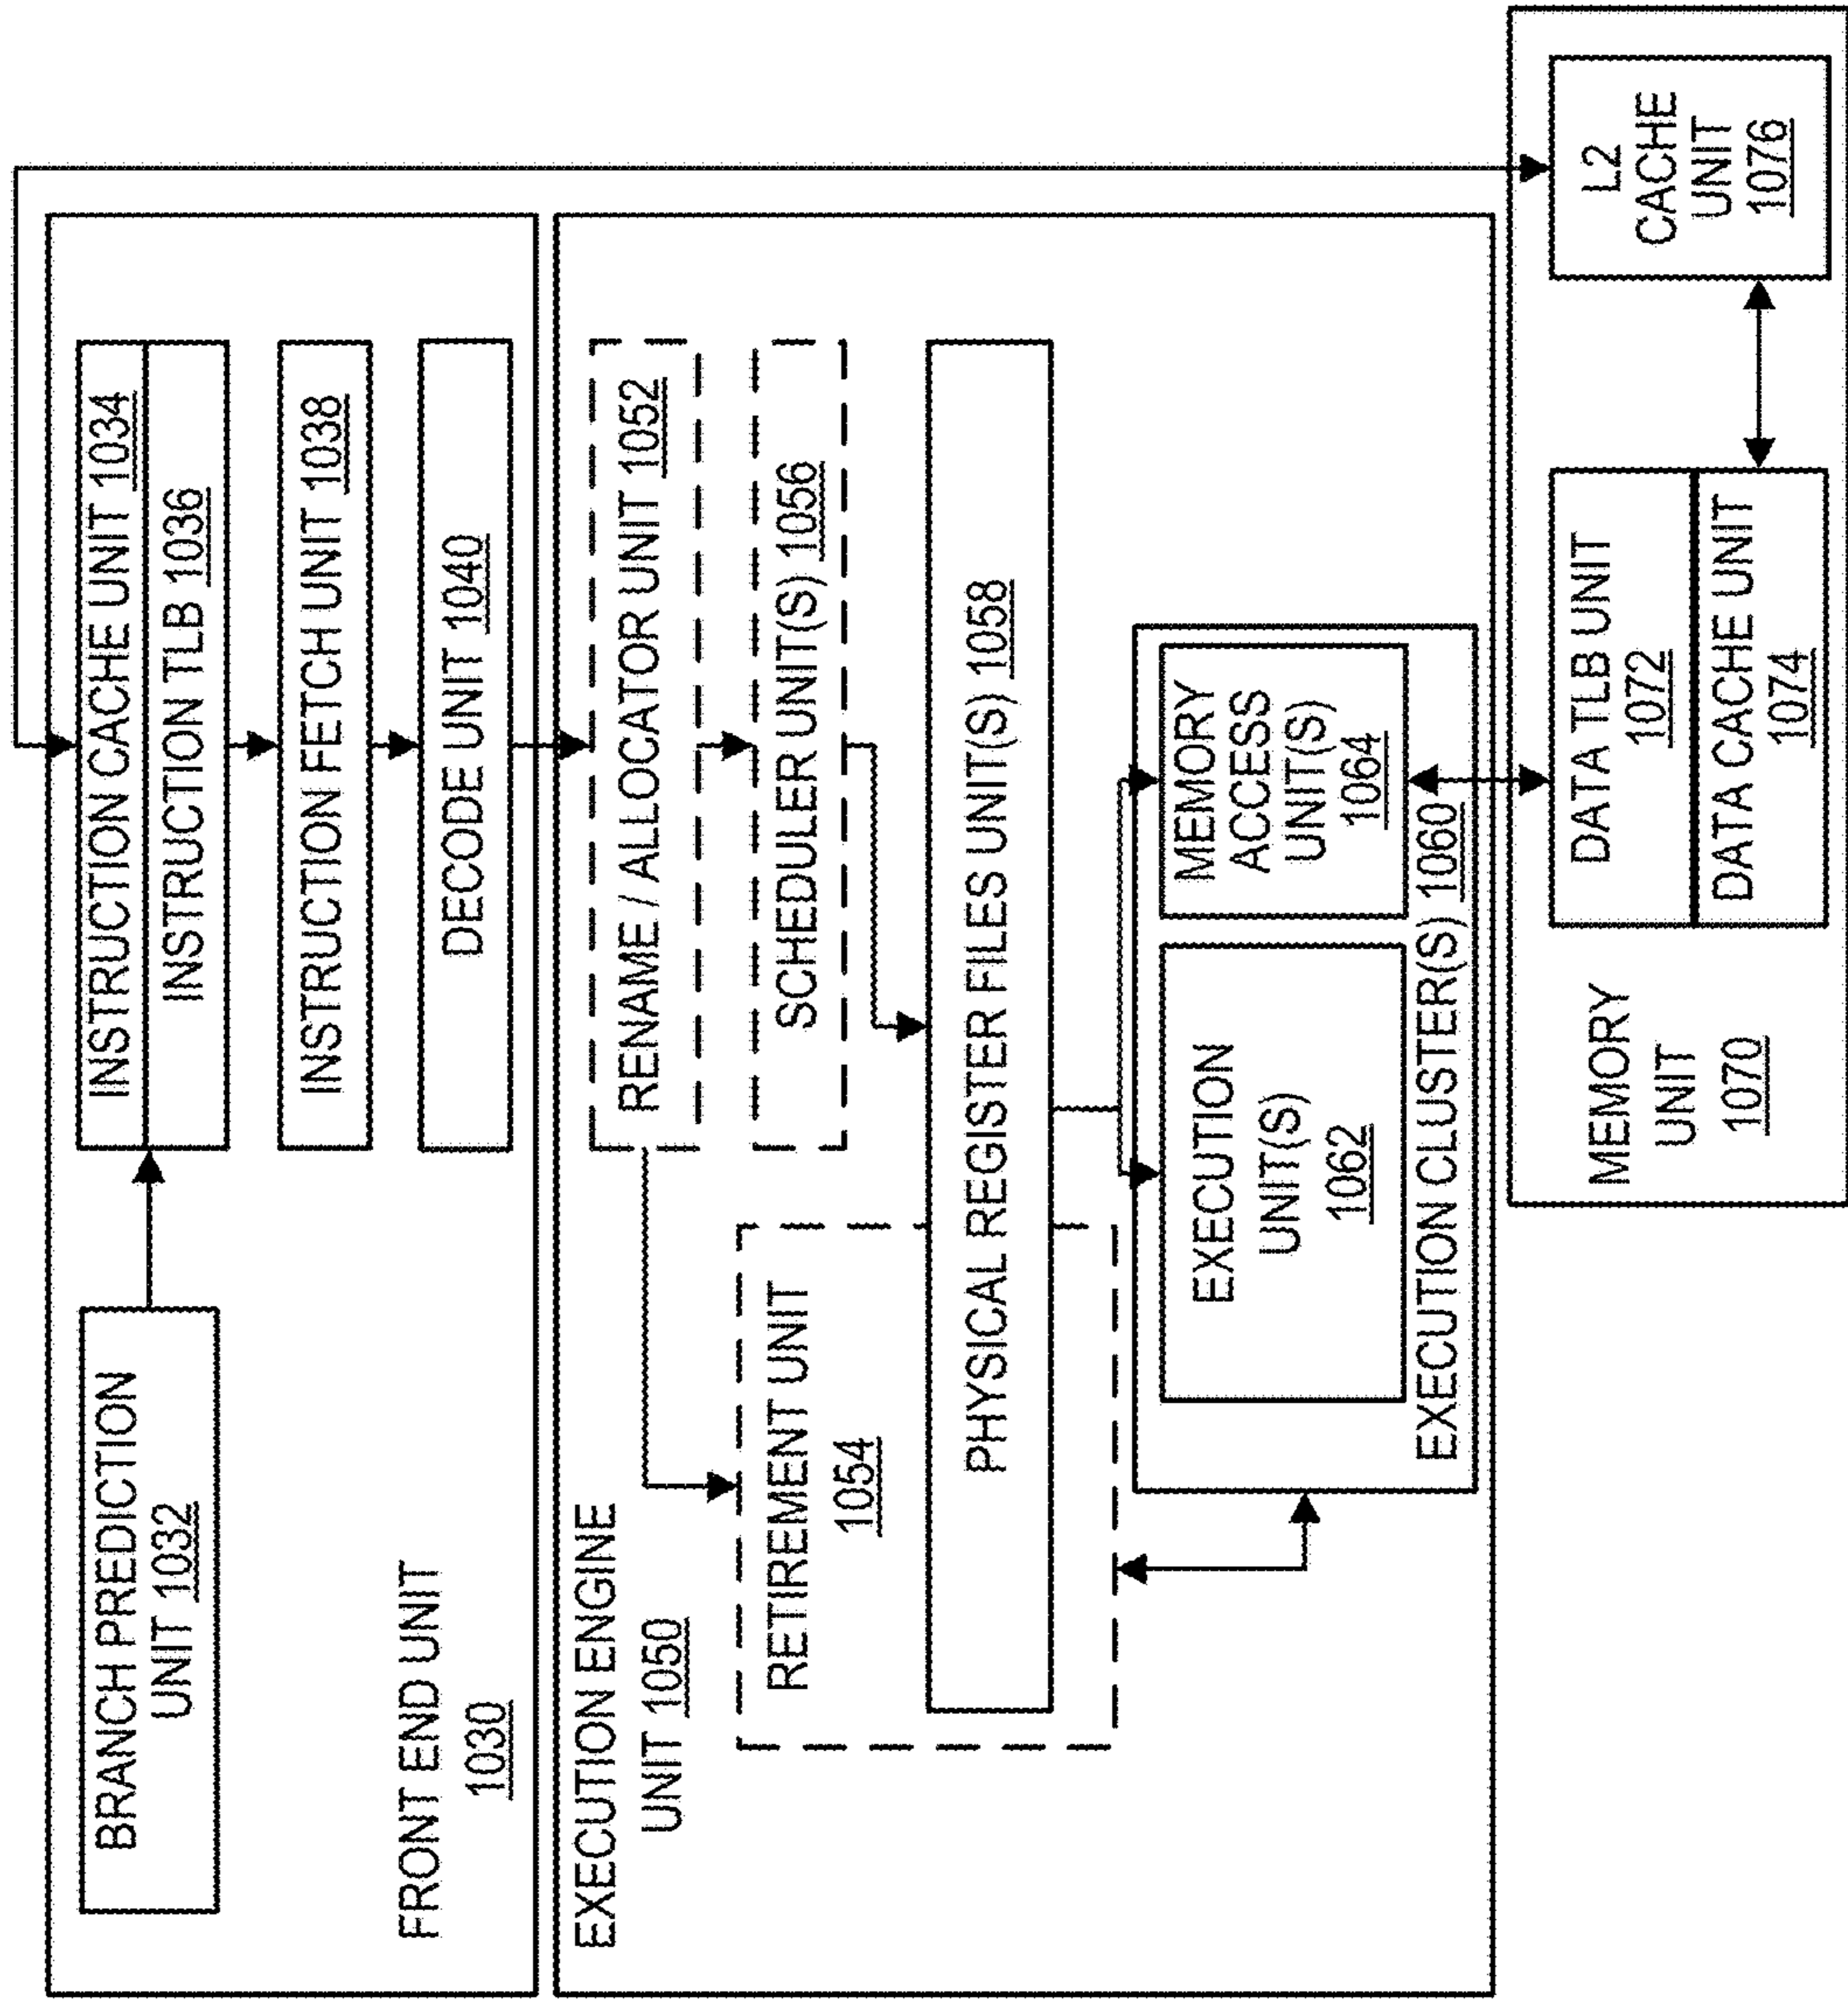 BRANCH PREDICTION
UNIT 1032
INSTRUCTION CACHE UNIT 1034
INSTRUCTION TLB 1036
INSTRUCTION FETCH UNIT 1038
DECODE UNIT 1040
FRONT END UNIT
1030
EXECUTION ENGINE
UNIT 1050
RENAME / ALLOCATOR UNIT 1052
RETIREMENT UNIT
1054
SCHEDULER UNIT(S) 1056
PHYSICAL REGISTER FILES UNIT(S) 1058
EXECUTION
UNIT(S)
1062
MEMORY
ACCESS
UNIT(S)
1064
EXECUTION CLUSTER(S) 1060
MEMORY
UNIT
1070
DATA TLB UNIT
1072
DATA CACHE UNIT
1074
L2
CACHE
UNIT
1076